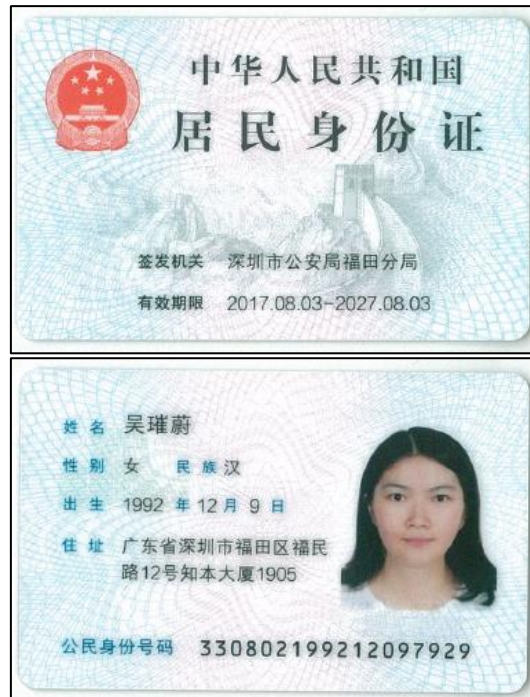 中华人民共和国
居民身份证
签发机关 深圳市公安局福田分局
有效期限 2017.08.03-2027.08.03
姓名 吴璀蔚
性别 女 民族 汉
出生 1992 年 12 月 9 日
住址 广东省深圳市福田区福民
路12号知本大厦1905
公民身份号码 330802199212097929